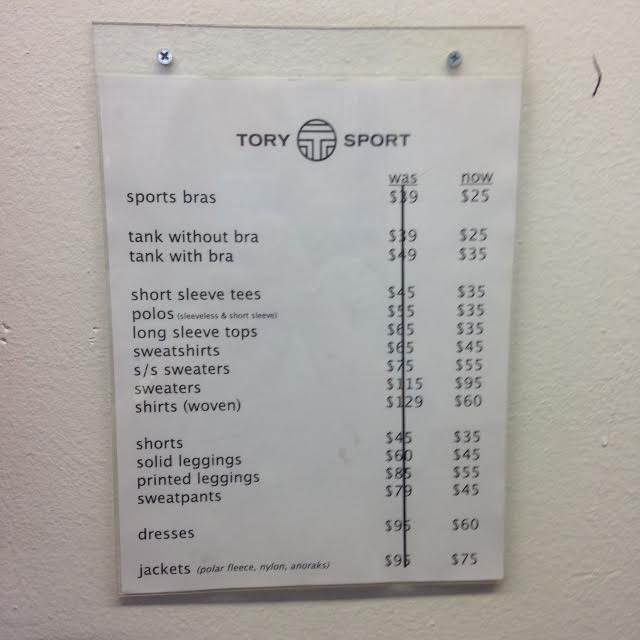 TORY SPORT
was now
sports bras $39 $25
tank without bra $39 $25
tank with bra $49 $35
short sleeve tees $45 $35
polos (sleeveless & short sleeve) $55 $35
long sleeve tops $65 $35
sweatshirts $65 $45
s/s sweaters $75 $55
sweaters $115 $95
shirts (woven) $129 $60
shorts $45 $35
solid leggings $60 $45
printed leggings $85 $55
sweatpants $79 $45
dresses $95 $60
jackets (polar fleece, nylon, anoraks) $95 $75